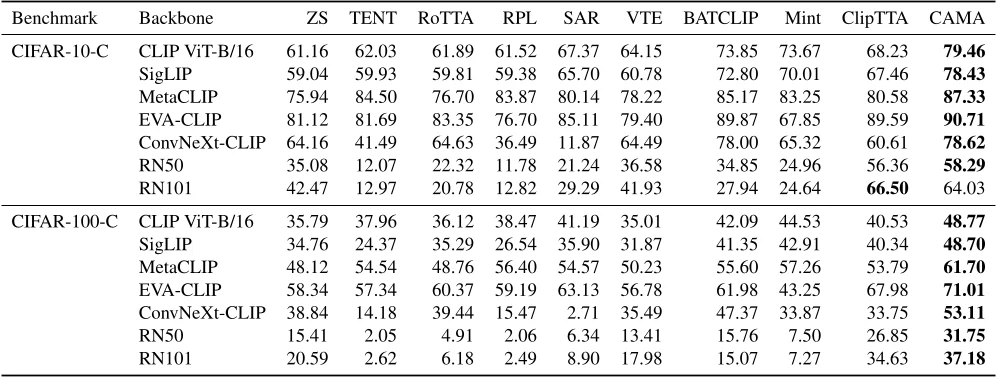 Benchmark Backbone ZS TENT RoTTA RPL SAR VTE BATCLIP Mint ClipTTA CAMA
CIFAR-10-C CLIP ViT-B/16 61.16 62.03 61.89 61.52 67.37 64.15 73.85 73.67 68.23 79.46
SigLIP 59.04 59.93 59.81 59.38 65.70 60.78 72.80 70.01 67.46 78.43
MetaCLIP 75.94 84.50 76.70 83.87 80.14 78.22 85.17 83.25 80.58 87.33
EVA-CLIP 81.12 81.69 83.35 76.70 85.11 79.40 89.87 67.85 89.59 90.71
ConvNeXt-CLIP 64.16 41.49 64.63 36.49 11.87 64.49 78.00 65.32 60.61 78.62
RN50 35.08 12.07 22.32 11.78 21.24 36.58 34.85 24.96 56.36 58.29
RN101 42.47 12.97 20.78 12.82 29.29 41.93 27.94 24.64 66.50 64.03
CIFAR-100-C CLIP ViT-B/16 35.79 37.96 36.12 38.47 41.19 35.01 42.09 44.53 40.53 48.77
SigLIP 34.76 24.37 35.29 26.54 35.90 31.87 41.35 42.91 40.34 48.70
MetaCLIP 48.12 54.54 48.76 56.40 54.57 50.23 55.60 57.26 53.79 61.70
EVA-CLIP 58.34 57.34 60.37 59.19 63.13 56.78 61.98 43.25 67.98 71.01
ConvNeXt-CLIP 38.84 14.18 39.44 15.47 2.71 35.49 47.37 33.87 33.75 53.11
RN50 15.41 2.05 4.91 2.06 6.34 13.41 15.76 7.50 26.85 31.75
RN101 20.59 2.62 6.18 2.49 8.90 17.98 15.07 7.27 34.63 37.18